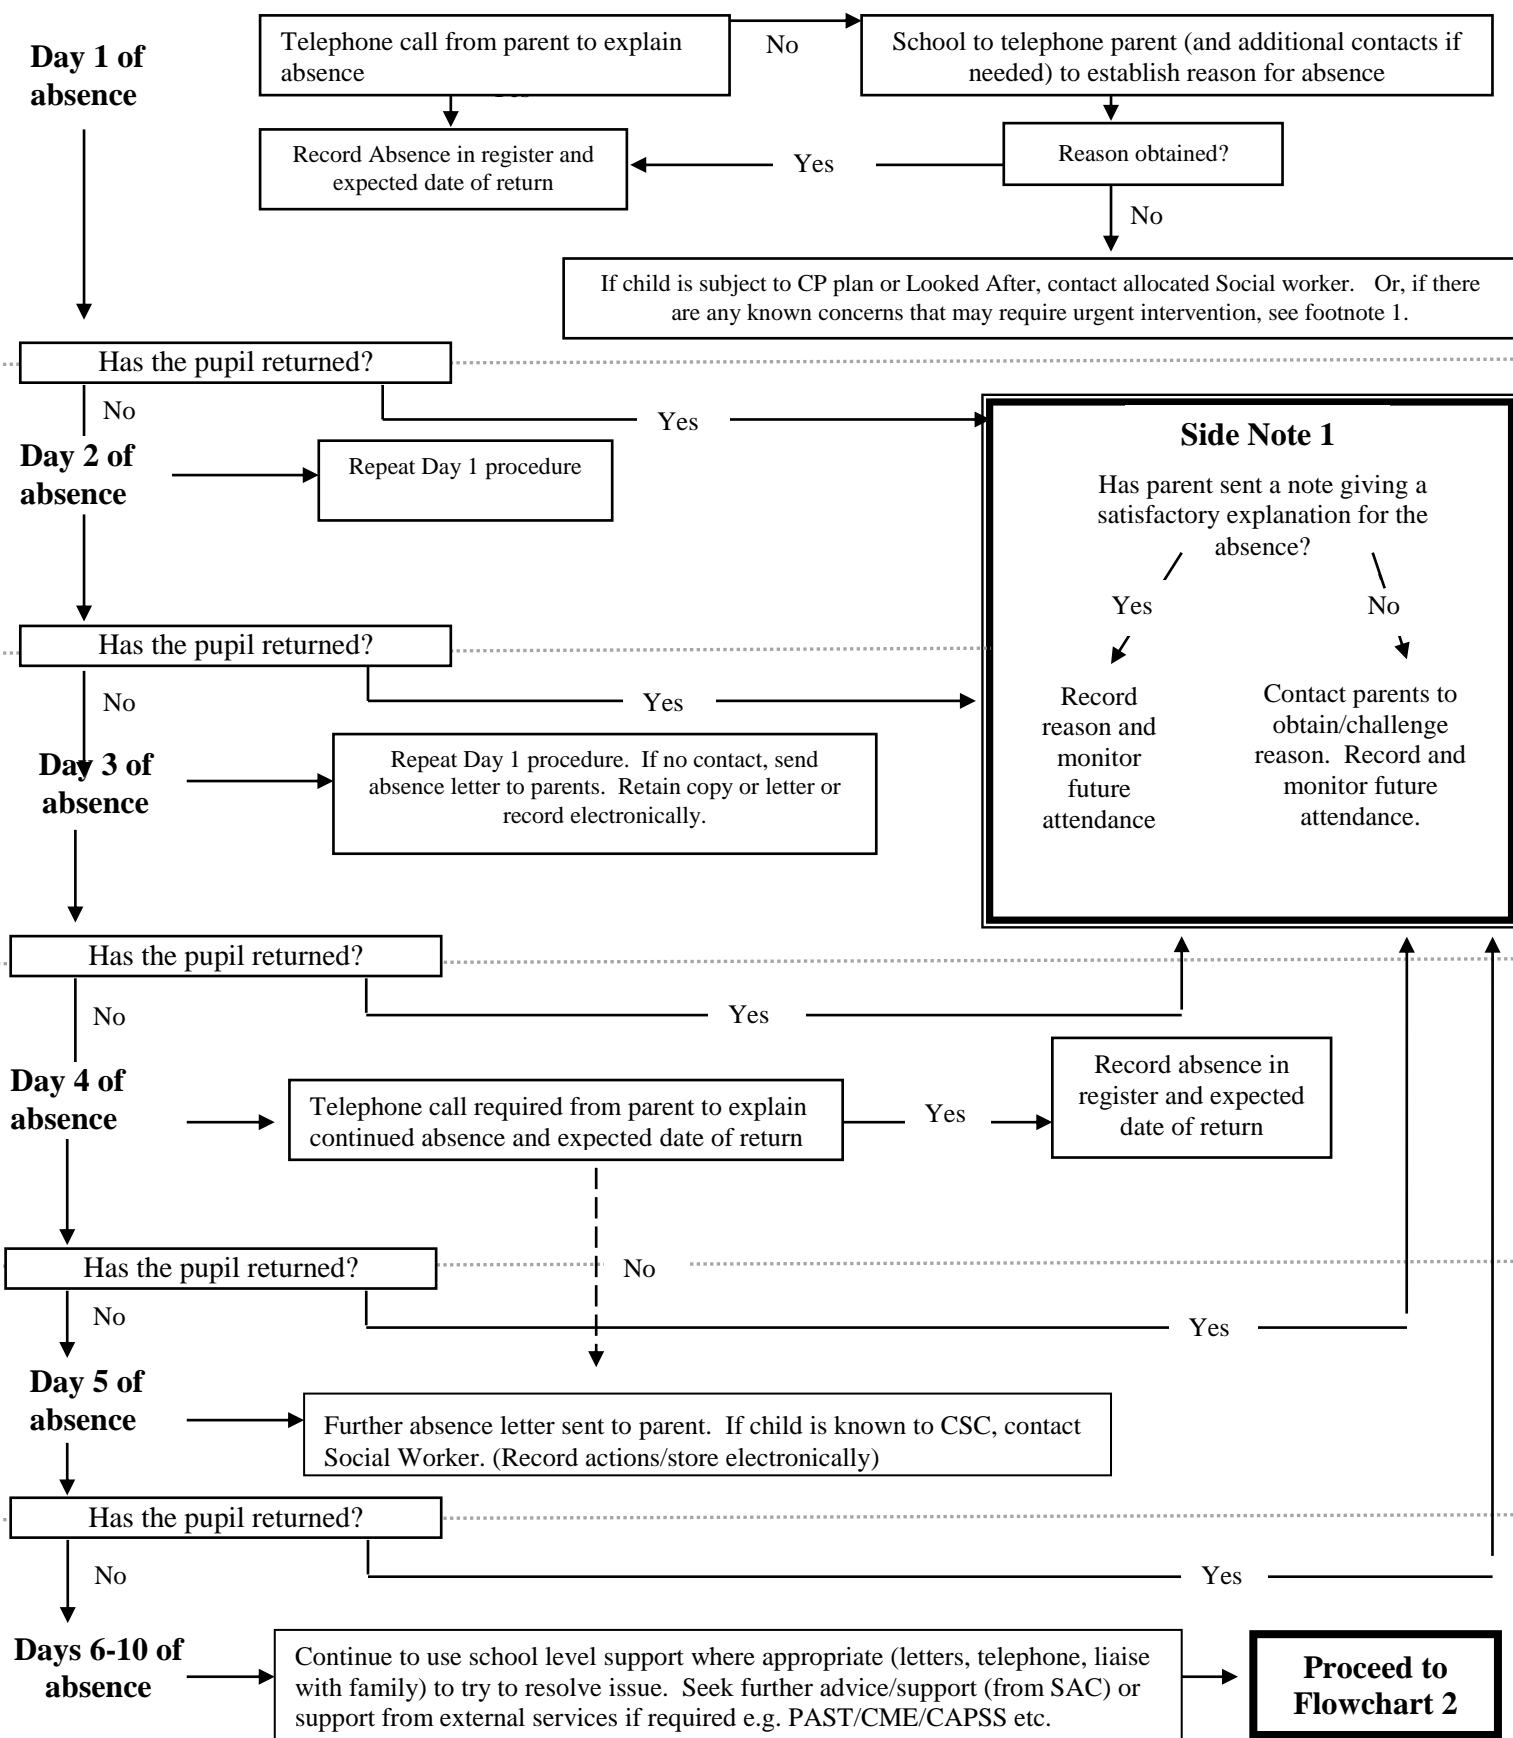 Day 1 of
absence
Telephone call from parent to explain
absence
No
School to telephone parent (and additional contacts if
needed) to establish reason for absence
Record Absence in register and
expected date of return
Yes
Reason obtained?
No
If child is subject to CP plan or Looked After, contact allocated Social worker.   Or, if there
are any known concerns that may require urgent intervention, see footnote 1.
Has the pupil returned?
No
Yes
Day 2 of
absence
Repeat Day 1 procedure
Side Note 1
Has parent sent a note giving a
satisfactory explanation for the
absence?
Yes
No
Record
reason and
monitor
future
attendance
Contact parents to
obtain/challenge
reason.  Record and
monitor future
attendance.
Has the pupil returned?
No
Yes
Day 3 of
absence
Repeat Day 1 procedure.  If no contact, send
absence letter to parents.  Retain copy or letter or
record electronically.
Has the pupil returned?
No
Yes
Day 4 of
absence
Telephone call required from parent to explain
continued absence and expected date of return
Yes
Record absence in
register and expected
date of return
Has the pupil returned?
No
No
Yes
Day 5 of
absence
Further absence letter sent to parent.  If child is known to CSC, contact
Social Worker. (Record actions/store electronically)
Has the pupil returned?
No
Yes
Days 6-10 of
absence
Continue to use school level support where appropriate (letters, telephone, liaise
with family) to try to resolve issue.  Seek further advice/support (from SAC) or
support from external services if required e.g. PAST/CME/CAPSS etc.
Proceed to
Flowchart 2